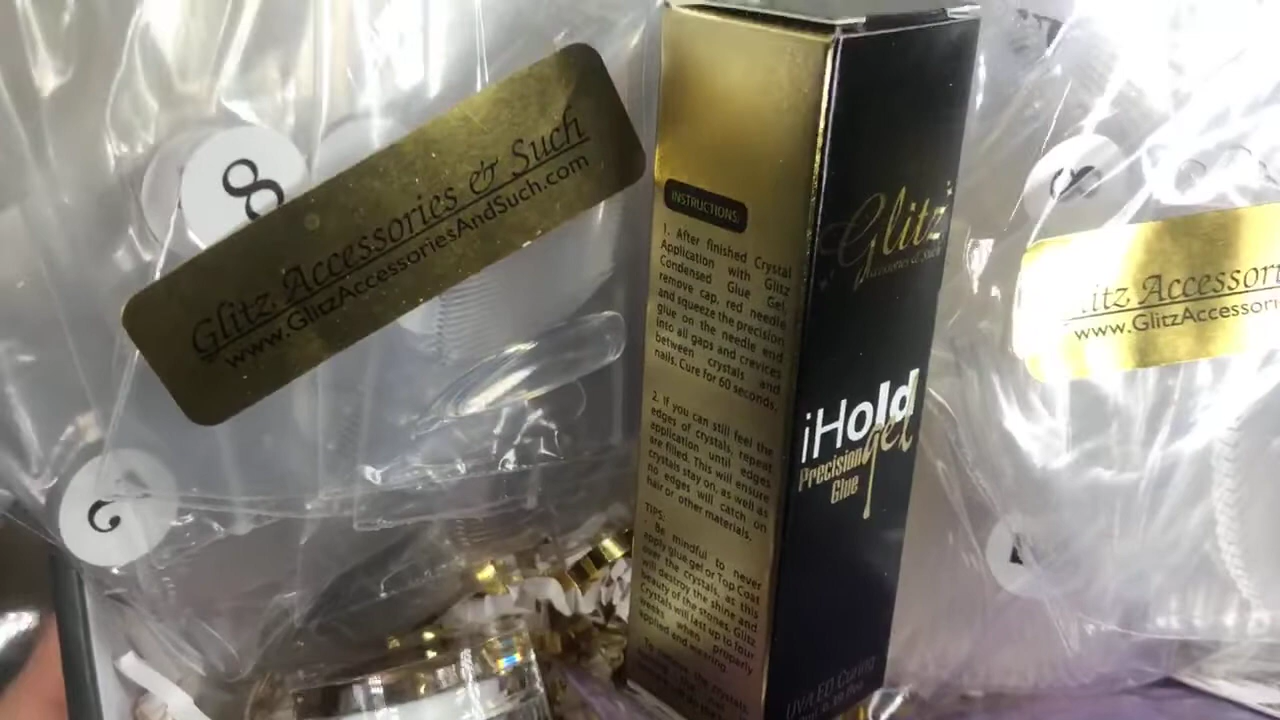 8
Glitz Accessories & Such
www.GlitzAccessoriesAndSuch.com
INSTRUCTIONS:
1. After finished Crystal
Application with Glitz
Condensed Glue Gel,
remove cap, red needle
and squeeze the precision
glue on the needle end
into all gaps and crevices
between crystals and
nails. Cure for 60 seconds.
2. If you can still feel the
edges of crystals, repeat
application until edges
are filled. This will ensure
crystals stay on, as well as
no edges will catch on
hair or other materials.
TIPS:
- Be mindful to never
apply glue gel or Top Coat
over the crystals, as this
will destroy the shine and
beauty of the stones. Glitz
Crystals will last up to four
weeks when properly
applied and wearing.
Glitz
Accessories & Such
iHold
gel
Precision
Glue
UV/LED Curing
8
Glitz Accessori
www.GlitzAccessor